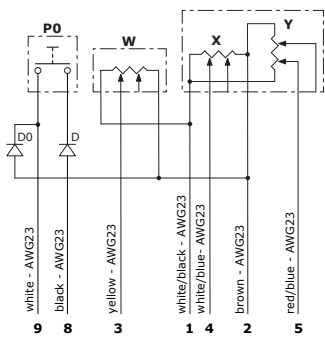 P0
W
X
Y
D0
D
white - AWG23
black - AWG23
yellow - AWG23
white/black - AWG23
white/blue- AWG23
brown - AWG23
red/blue - AWG23
9 8 3 1 4 2 5